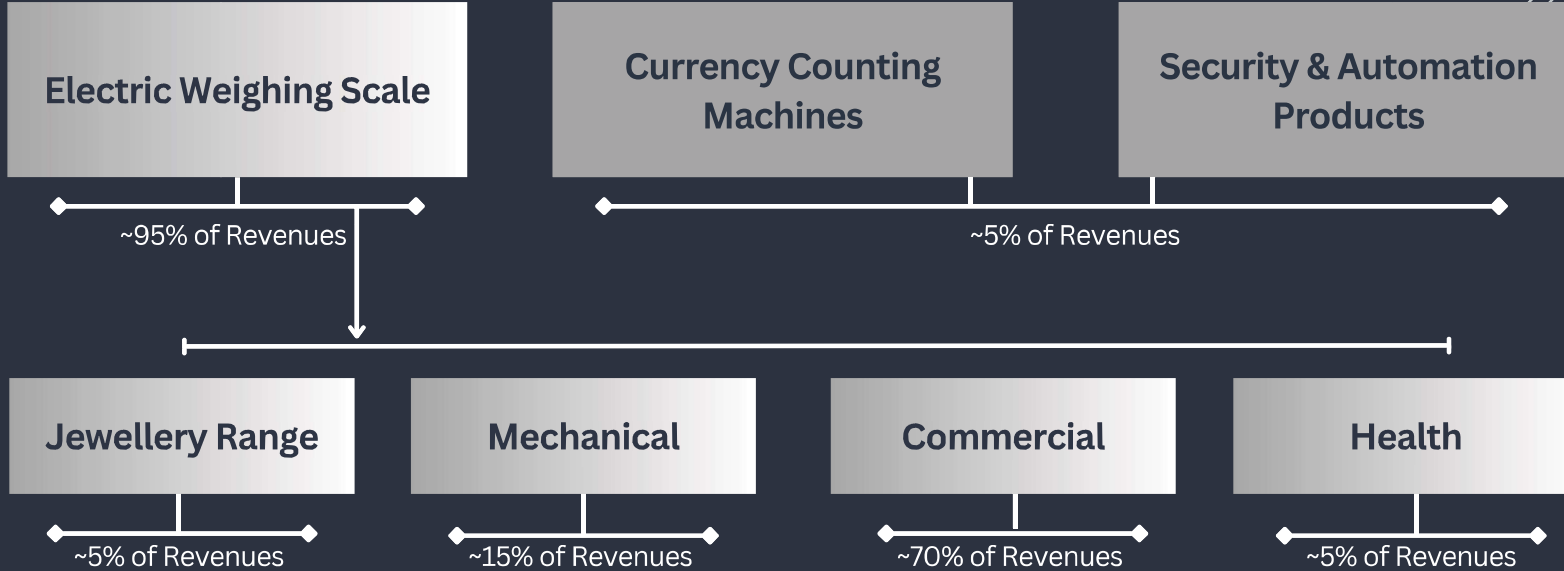 Electric Weighing Scale
Currency Counting
Machines
Security & Automation
Products
~95% of Revenues
~5% of Revenues
Jewellery Range
Mechanical
Commercial
Health
~5% of Revenues
~15% of Revenues
~70% of Revenues
~5% of Revenues